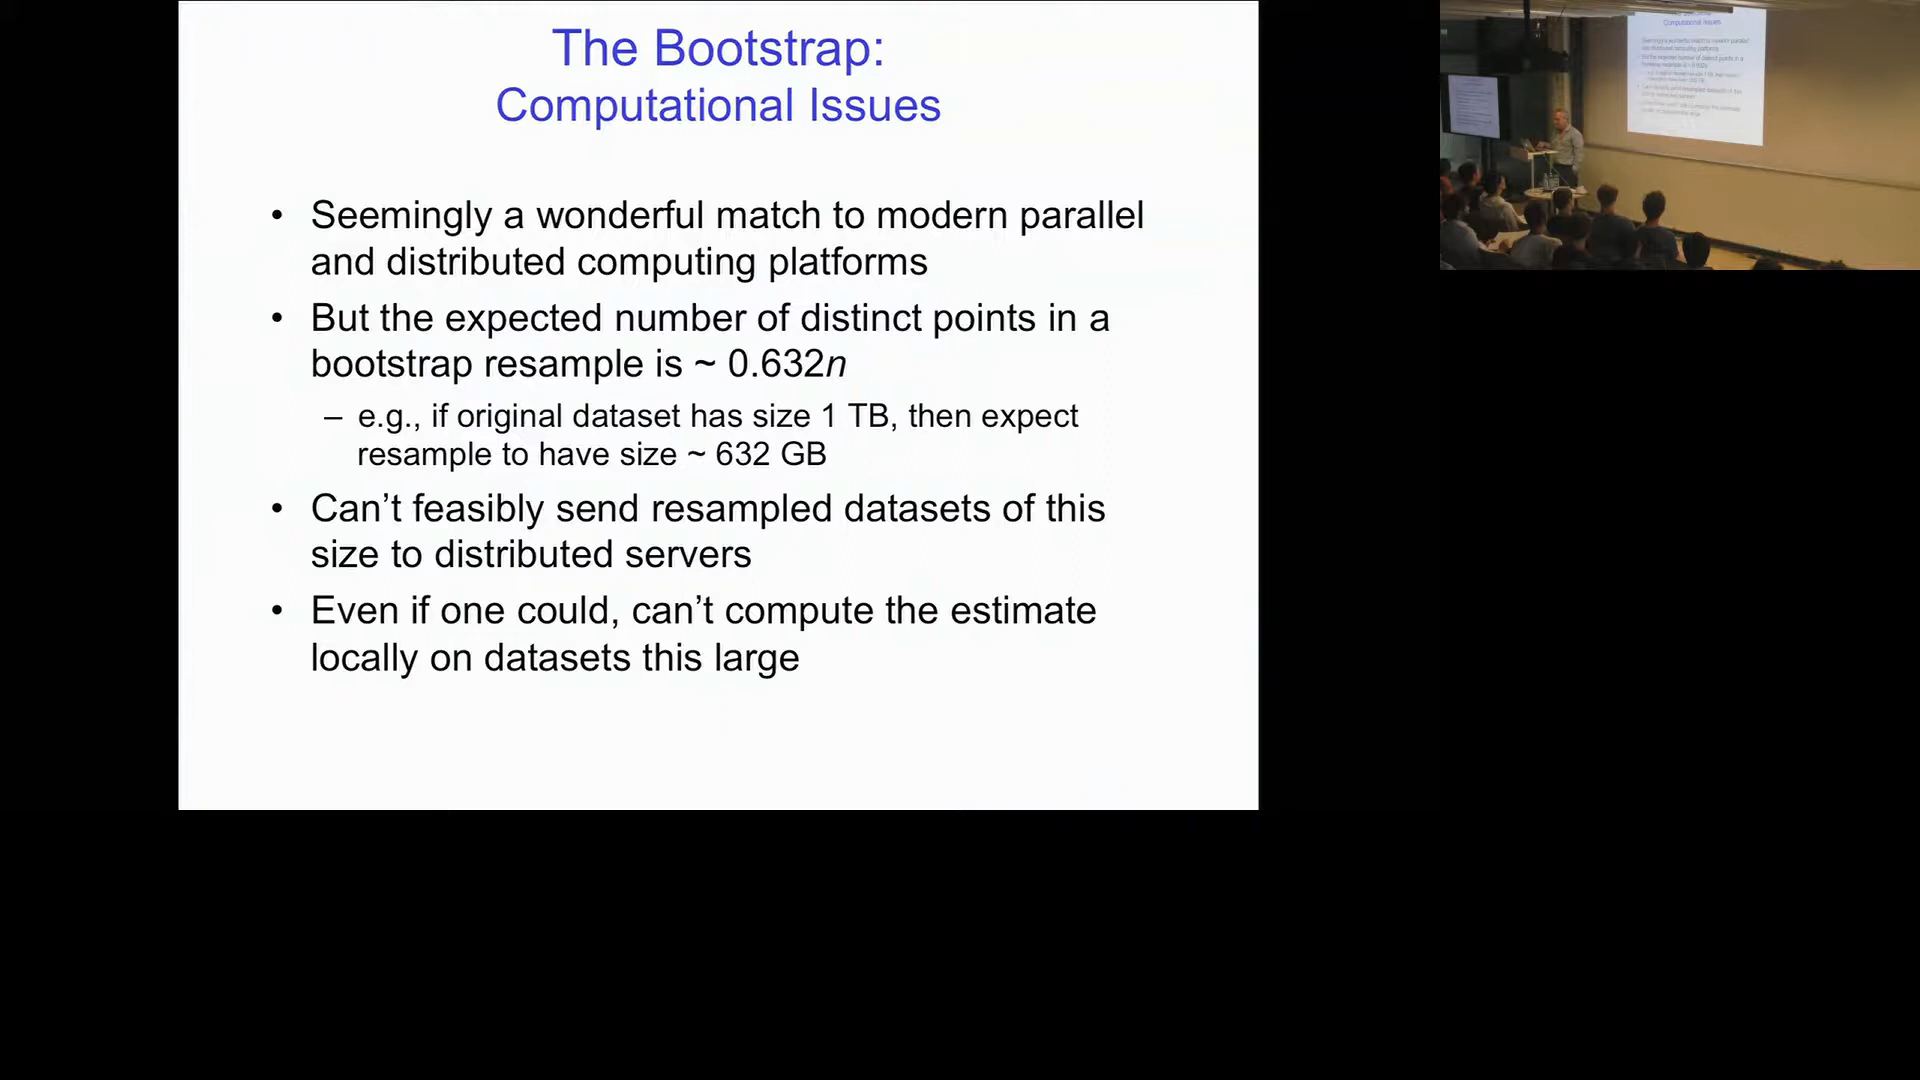 The Bootstrap:
Computational Issues
• Seemingly a wonderful match to modern parallel
and distributed computing platforms
• But the expected number of distinct points in a
bootstrap resample is ~ 0.632n
– e.g., if original dataset has size 1 TB, then expect
resample to have size ~ 632 GB
• Can’t feasibly send resampled datasets of this
size to distributed servers
• Even if one could, can’t compute the estimate
locally on datasets this large
Computational Issues